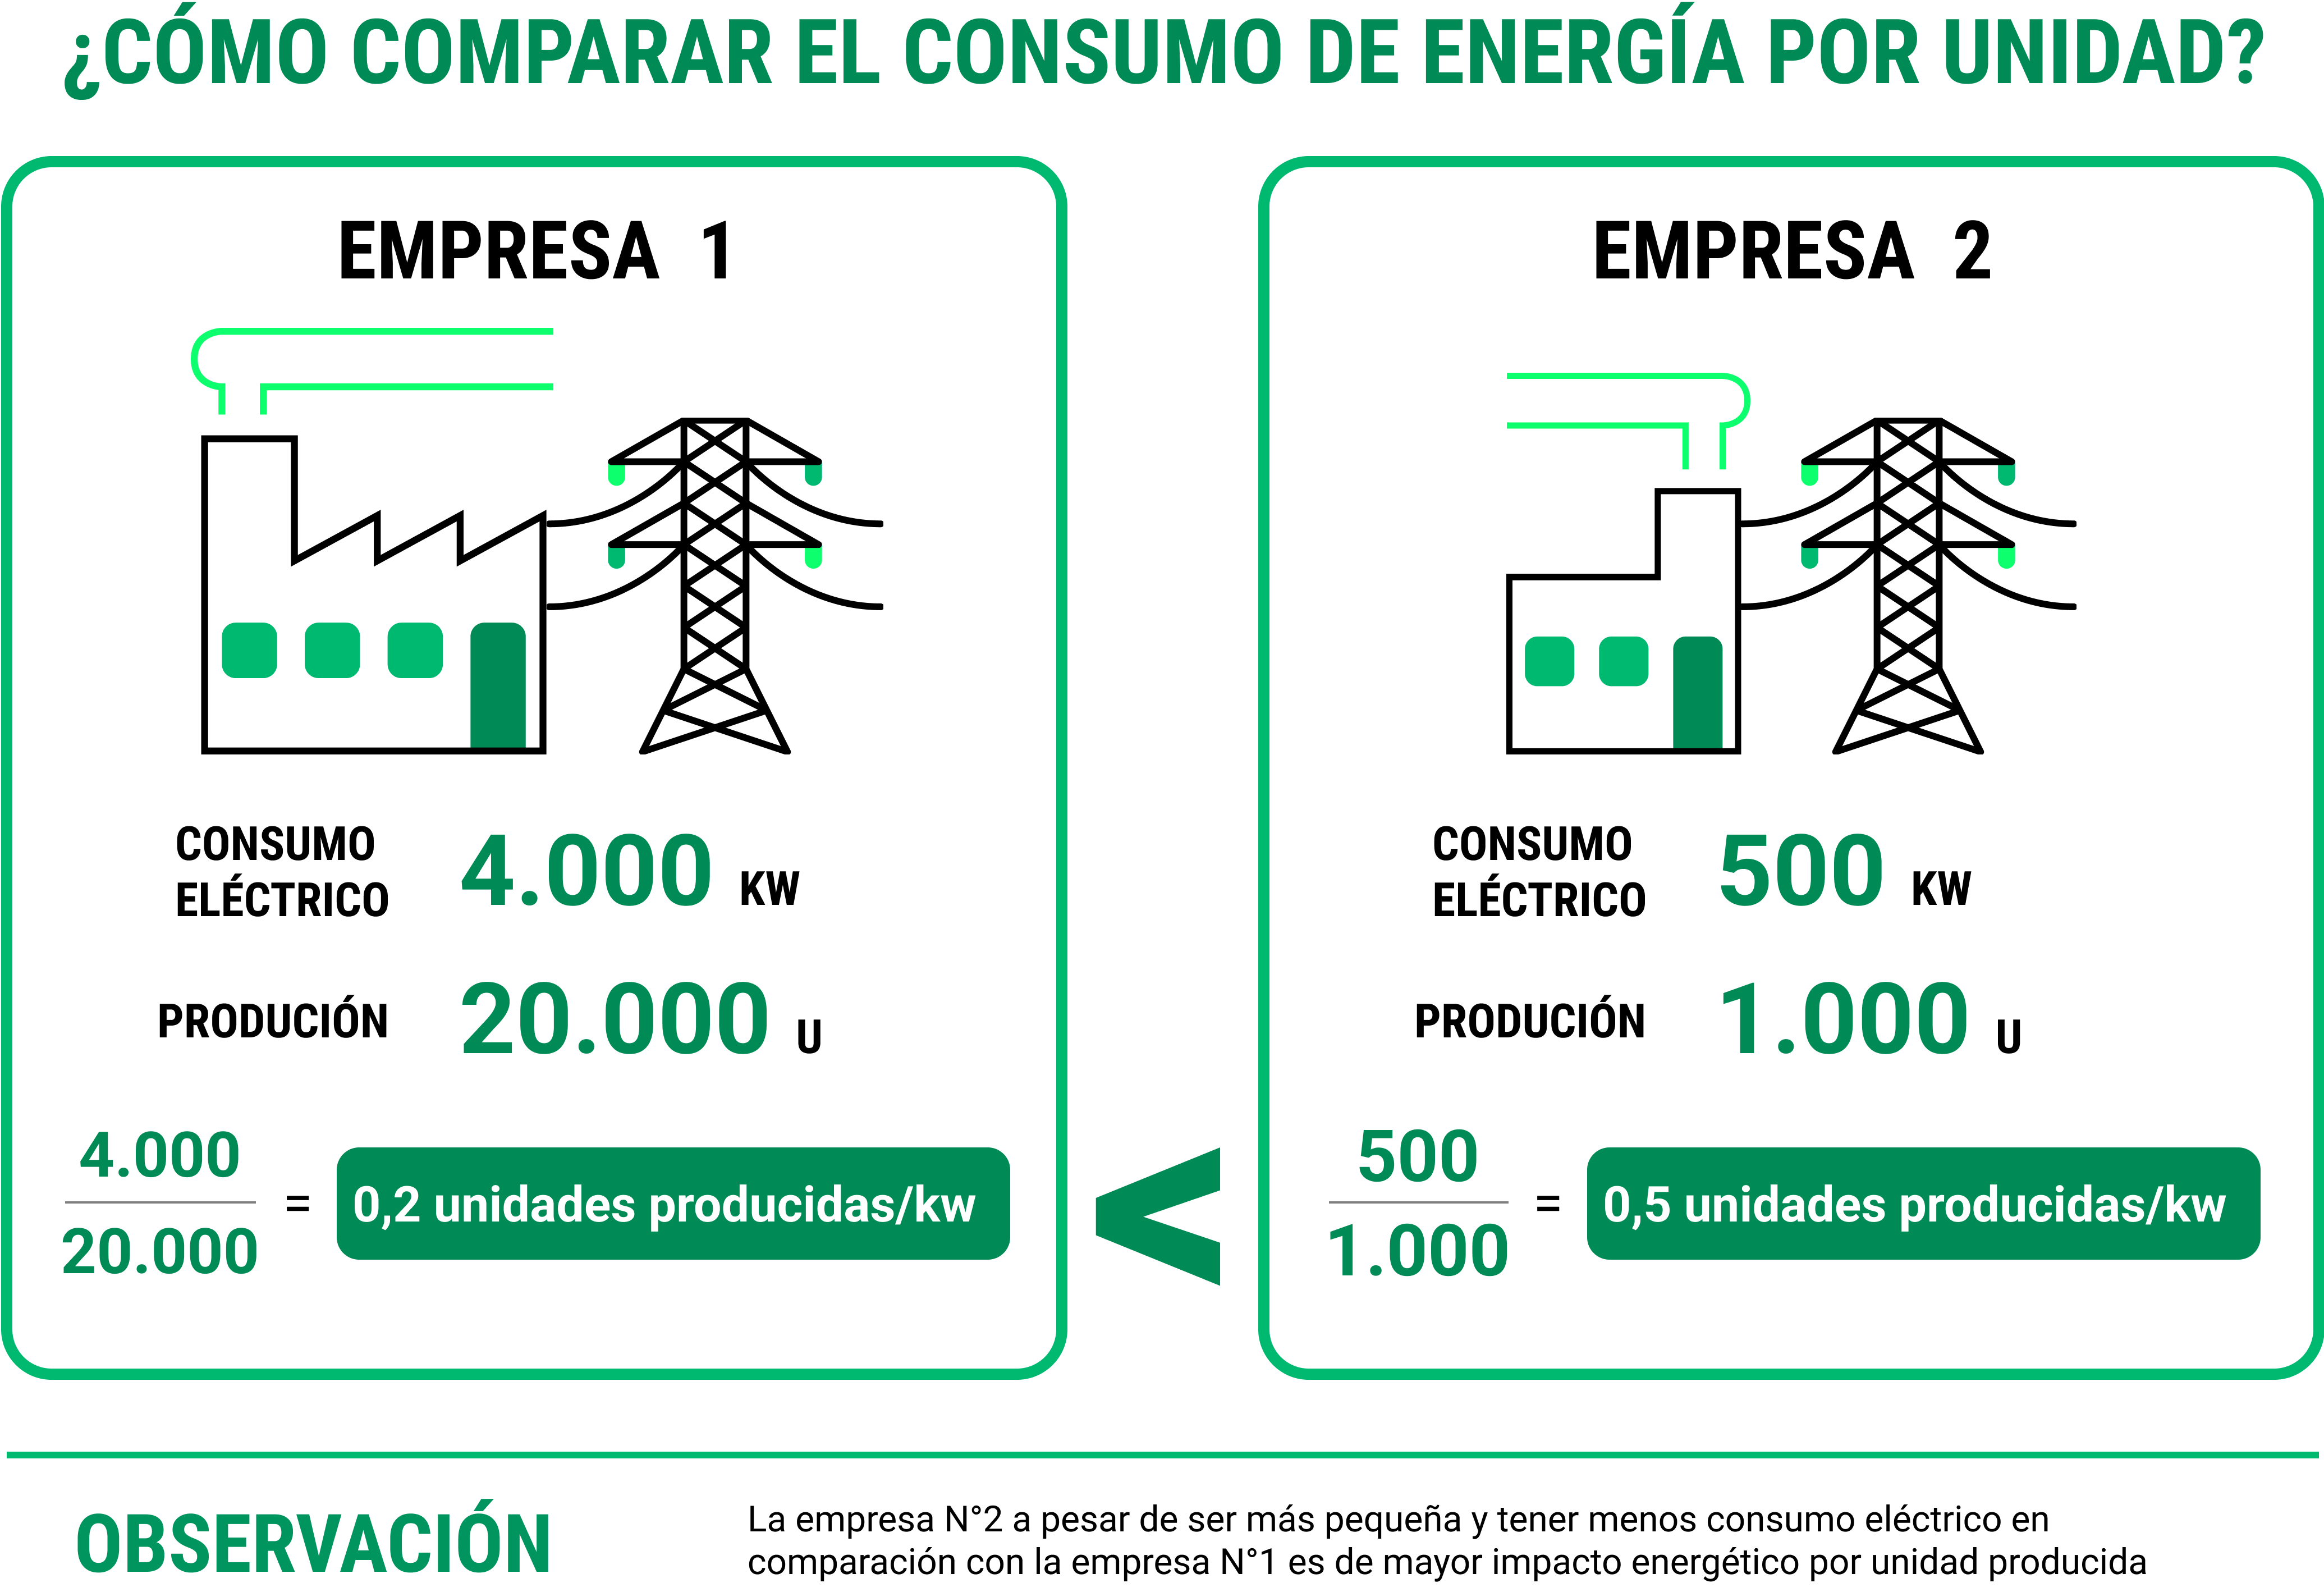 ¿CÓMO COMPARAR EL CONSUMO DE ENERGÍA POR UNIDAD?
EMPRESA 1
CONSUMO
ELÉCTRICO
4.000 KW
PRODUCIÓN
20.000 U
4.000
20.000
=
0,2 unidades producidas/kw
<
EMPRESA 2
CONSUMO
ELÉCTRICO
500 KW
PRODUCIÓN
1.000 U
500
1.000
=
0,5 unidades producidas/kw
OBSERVACIÓN
La empresa N°2 a pesar de ser más pequeña y tener menos consumo eléctrico en
comparación con la empresa N°1 es de mayor impacto energético por unidad producida